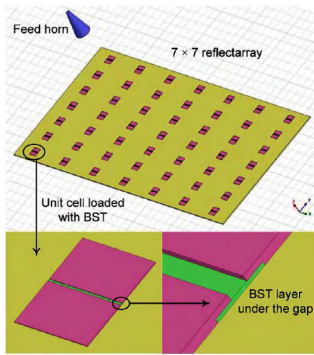 Feed horn
7 × 7 reflectarray
Unit cell loaded
with BST
BST layer
under the gap